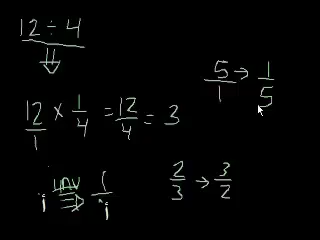 12 ÷ 4
⇓
12/1 × 1/4 = 12/4 = 3
5/1 → 1/5
i inv ⇒ 1/i
2/3 → 3/2